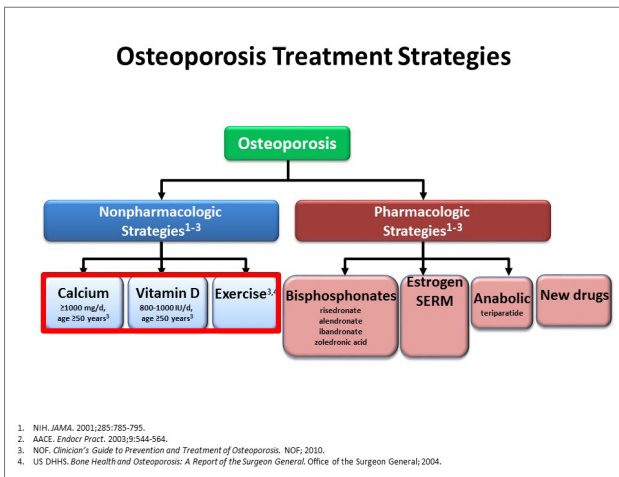 Osteoporosis Treatment Strategies
Osteoporosis
Nonpharmacologic
Strategies1-3
Pharmacologic
Strategies1-3
Calcium
≥1000 mg/d,
age ≥50 years3
Vitamin D
800-1000 IU/d,
age ≥50 years3
Exercise3,4
Bisphosphonates
risedronate
alendronate
ibandronate
zoledronic acid
Estrogen
SERM
Anabolic
teriparatide
New drugs
1. NIH. JAMA. 2001;285:785-795.
2. AACE. Endocr Pract. 2003;9:544-564.
3. NOF. Clinician's Guide to Prevention and Treatment of Osteoporosis. NOF; 2010.
4. US DHHS. Bone Health and Osteoporosis: A Report of the Surgeon General. Office of the Surgeon General; 2004.